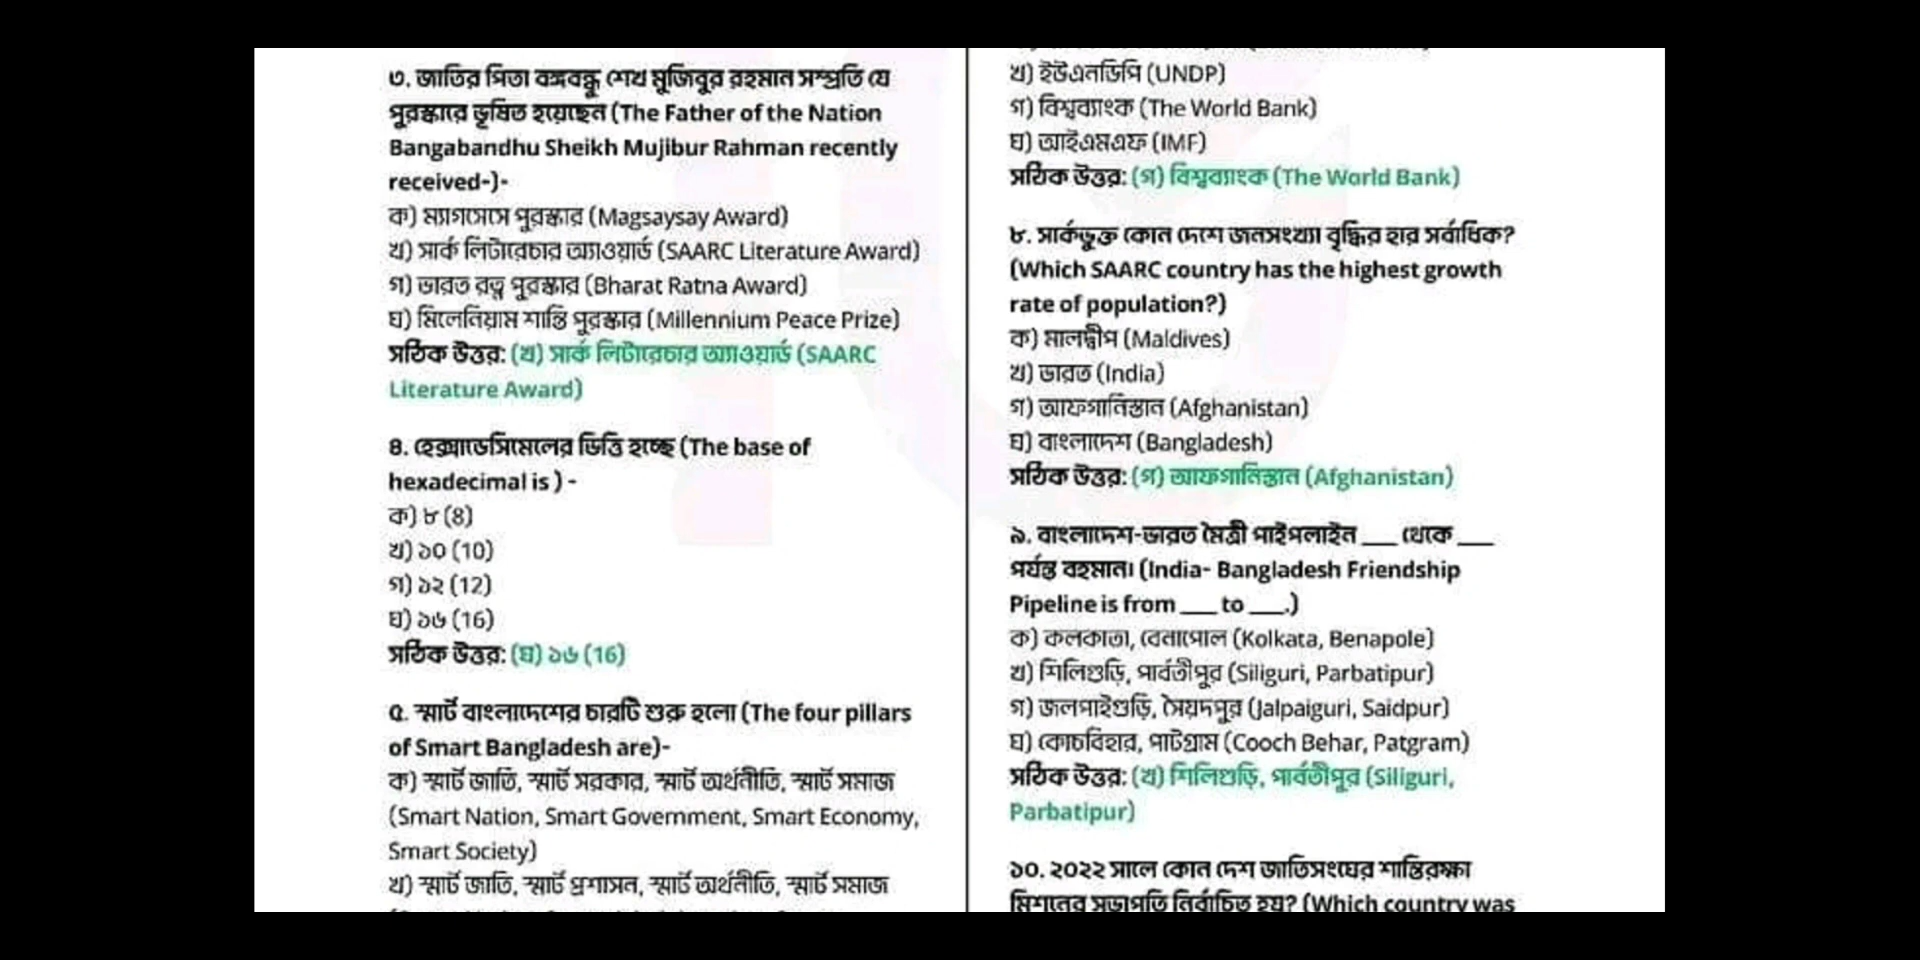 ৩. জাতির পিতা বঙ্গবন্ধু শেখ মুজিবুর রহমান সম্প্রতি যে
পুরস্কারে ভূষিত হয়েছেন (The Father of the Nation
Bangabandhu Sheikh Mujibur Rahman recently
received-)-
ক) ম্যাগসেসে পুরস্কার (Magsaysay Award)
খ) সার্ক লিটারেচার অ্যাওয়ার্ড (SAARC Literature Award)
গ) ভারত রত্ন পুরস্কার (Bharat Ratna Award)
ঘ) মিলেনিয়াম শান্তি পুরস্কার (Millennium Peace Prize)
সঠিক উত্তর: (খ) সার্ক লিটারেচার অ্যাওয়ার্ড (SAARC
Literature Award)
৪. হেক্সাডেসিমেলের ভিত্তি হচ্ছে (The base of
hexadecimal is ) -
ক) ৮ (8)
খ) ১০ (10)
গ) ১২ (12)
ঘ) ১৬ (16)
সঠিক উত্তর: (ঘ) ১৬ (16)
৫. স্মার্ট বাংলাদেশের চারটি শুরু হলো (The four pillars
of Smart Bangladesh are)-
ক) স্মার্ট জাতি, স্মার্ট সরকার, স্মার্ট অর্থনীতি, স্মার্ট সমাজ
(Smart Nation, Smart Government, Smart Economy,
Smart Society)
খ) স্মার্ট জাতি, স্মার্ট প্রশাসন, স্মার্ট অর্থনীতি, স্মার্ট সমাজ
খ) ইউএনডিপি (UNDP)
গ) বিশ্বব্যাংক (The World Bank)
ঘ) আইএমএফ (IMF)
সঠিক উত্তর: (গ) বিশ্বব্যাংক (The World Bank)
৮. সার্কভুক্ত কোন দেশে জনসংখ্যা বৃদ্ধির হার সর্বাধিক?
(Which SAARC country has the highest growth
rate of population?)
ক) মালদ্বীপ (Maldives)
খ) ভারত (India)
গ) আফগানিস্তান (Afghanistan)
ঘ) বাংলাদেশ (Bangladesh)
সঠিক উত্তর: (গ) আফগানিস্তান (Afghanistan)
৯. বাংলাদেশ-ভারত মৈত্রী পাইপলাইন ___ থেকে ___
পর্যন্ত বহমান। (India- Bangladesh Friendship
Pipeline is from ___ to ___.)
ক) কলকাতা, বেনাপোল (Kolkata, Benapole)
খ) শিলিগুড়ি, পার্বতীপুর (Siliguri, Parbatipur)
গ) জলপাইগুড়ি, সৈয়দপুর (Jalpaiguri, Saidpur)
ঘ) কোচবিহার, পাটগ্রাম (Cooch Behar, Patgram)
সঠিক উত্তর: (খ) শিলিগুড়ি, পার্বতীপুর (Siliguri,
Parbatipur)
১০. ২০২২ সালে কোন দেশ জাতিসংঘের শান্তিরক্ষা
মিশনের সভাপতি নির্বাচিত হয়? (Which country was